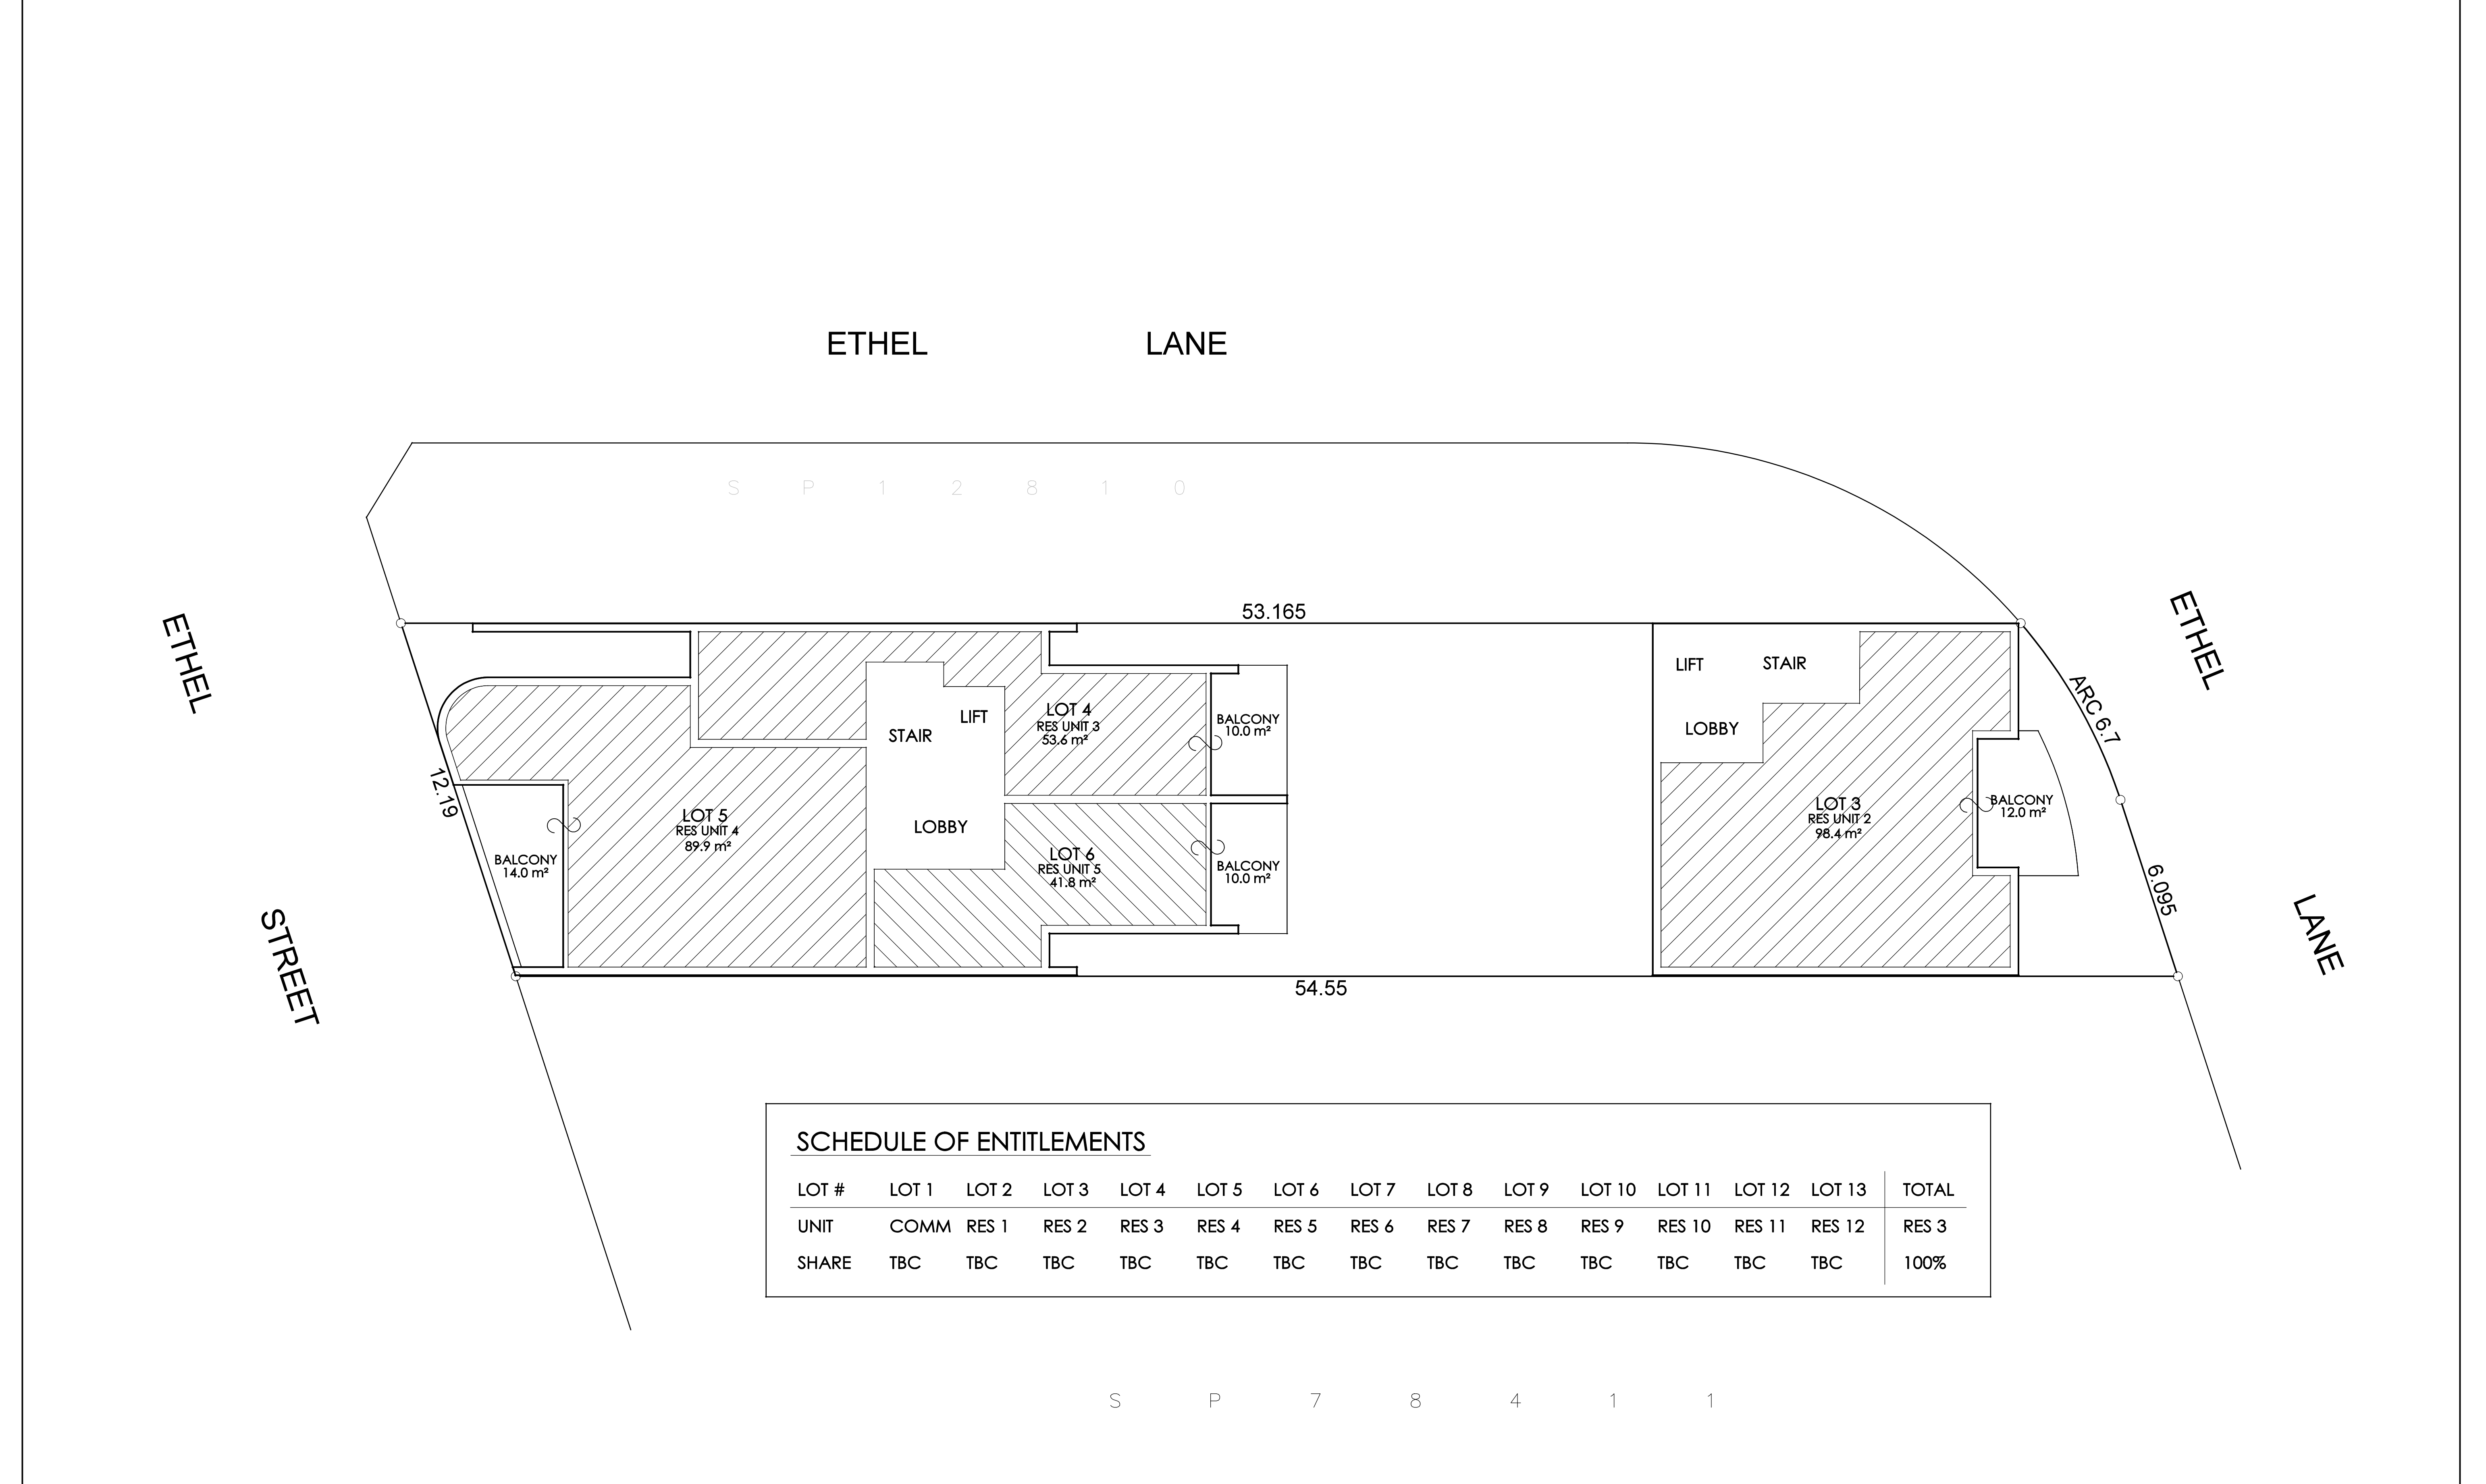 ETHEL LANE
S P 1 2 8 1 0
ETHEL STREET
ETHEL LANE
53.165
ARC 6.7
6.095
12.19
54.55
LOT 5
RES UNIT 4
89.9 m²
BALCONY
14.0 m²
STAIR
LIFT
LOBBY
LOT 4
RES UNIT 3
53.6 m²
BALCONY
10.0 m²
LOT 6
RES UNIT 5
41.8 m²
BALCONY
10.0 m²
LIFT
STAIR
LOBBY
LOT 3
RES UNIT 2
98.4 m²
BALCONY
12.0 m²
SCHEDULE OF ENTITLEMENTS
LOT # LOT 1 LOT 2 LOT 3 LOT 4 LOT 5 LOT 6 LOT 7 LOT 8 LOT 9 LOT 10 LOT 11 LOT 12 LOT 13 TOTAL
UNIT COMM RES 1 RES 2 RES 3 RES 4 RES 5 RES 6 RES 7 RES 8 RES 9 RES 10 RES 11 RES 12 RES 3
SHARE TBC TBC TBC TBC TBC TBC TBC TBC TBC TBC TBC TBC TBC 100%
S P 7 8 4 1 1